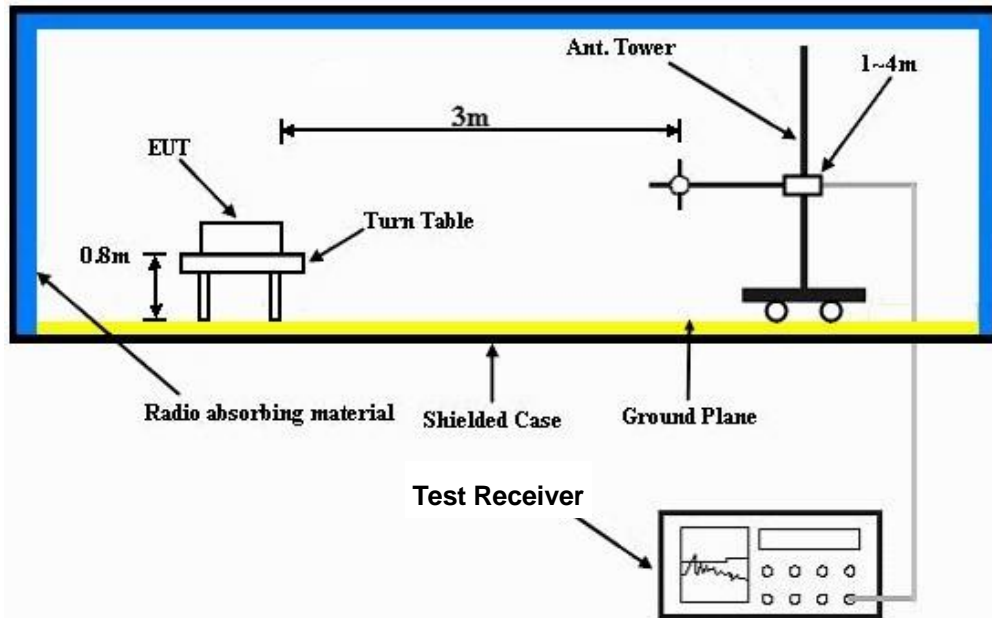 Ant. Tower
1~4m
3m
EUT
Turn Table
0.8m
Radio absorbing material
Shielded Case
Ground Plane
Test Receiver